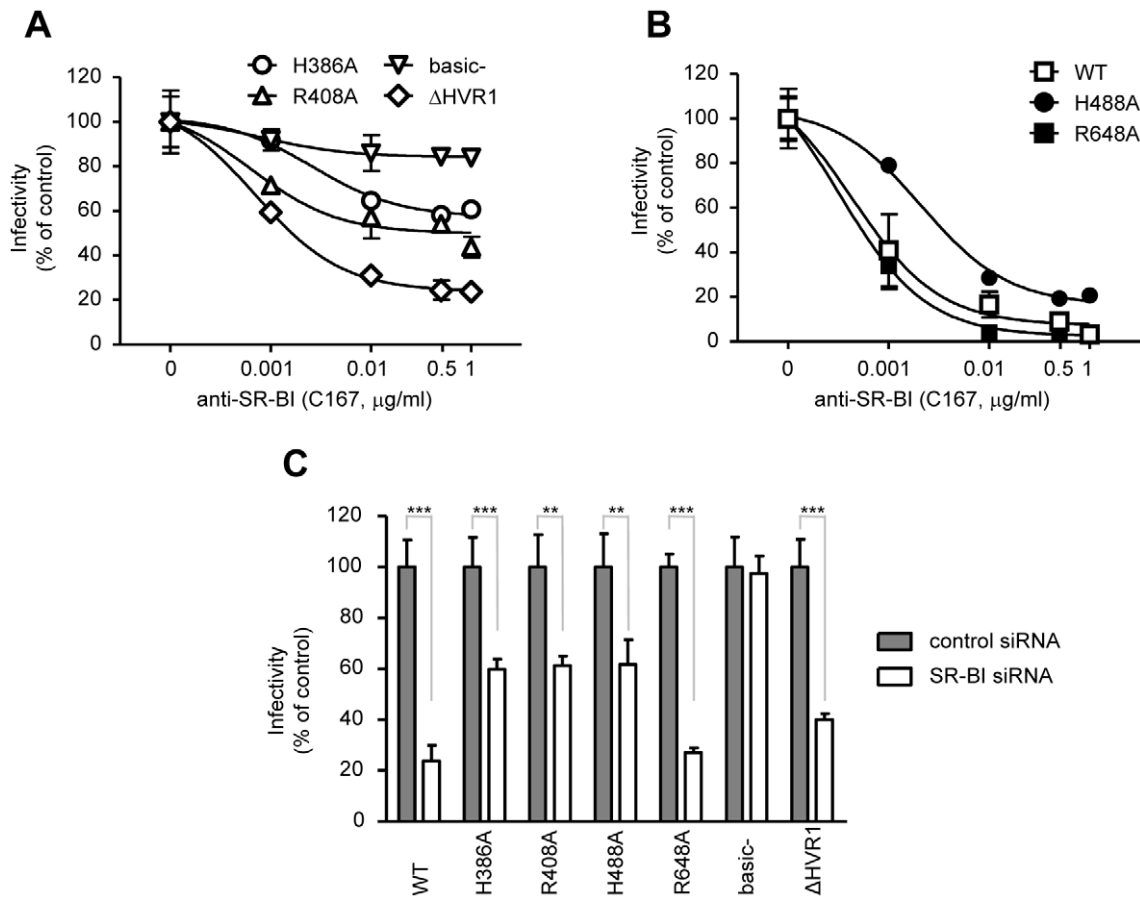 A
H386A
basic-
R408A
ΔHVR1
Infectivity
(% of control)
120
100
80
60
40
20
0
0
0.001
0.01
0.5
1
anti-SR-BI (C167, μg/ml)
B
WT
H488A
R648A
Infectivity
(% of control)
120
100
80
60
40
20
0
0
0.001
0.01
0.5
1
anti-SR-BI (C167, μg/ml)
C
Infectivity
(% of control)
120
100
80
60
40
20
0
***
***
**
**
***
***
control siRNA
SR-BI siRNA
WT
H386A
R408A
H488A
R648A
basic-
ΔHVR1